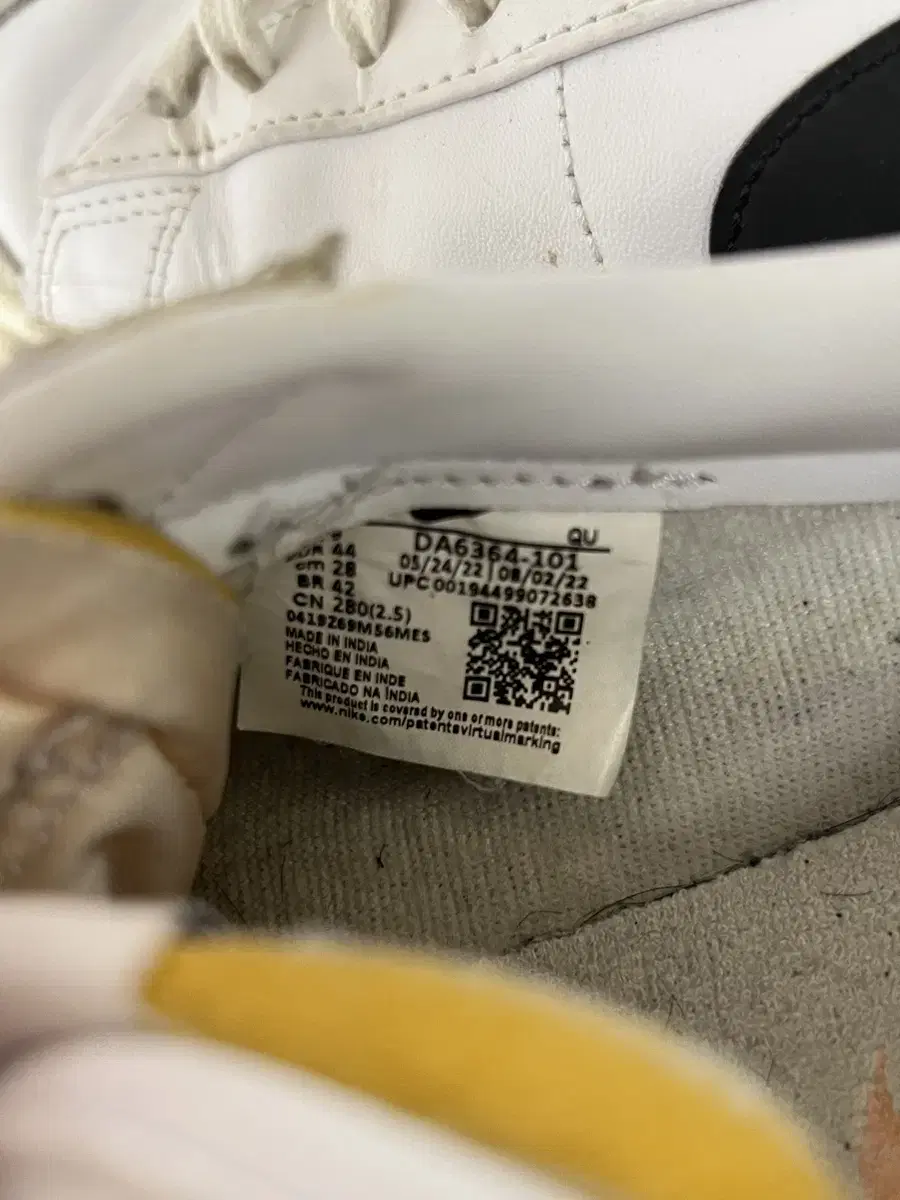 QU
DA6364-101
05/24/22 | 08/02/22
UPC 00194499072638
EUR 44
cm 28
BR 42
CN 280(2.5)
0419Z69M56MES
MADE IN INDIA
HECHO EN INDIA
FABRIQUE EN INDE
FABRICADO NA ÍNDIA
This product is covered by one or more patents:
www.nike.com/patentsvirtualmarking